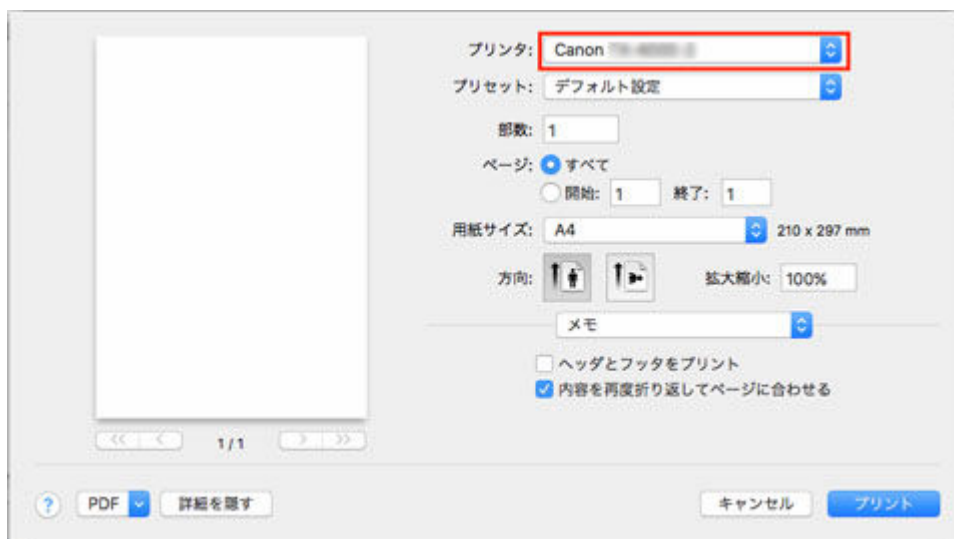 プリンタ: Canon
プリセット: デフォルト設定
部数: 1
ページ: すべて
開始: 1 終了: 1
用紙サイズ: A4 210 x 297 mm
方向: 拡大縮小: 100%
メモ
ヘッダとフッタをプリント
内容を再度折り返してページに合わせる
1 / 1
? PDF 詳細を隠す キャンセル プリント